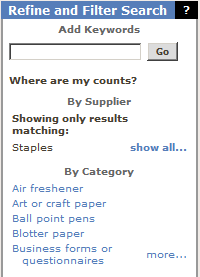 Refine and Filter Search ?
Add Keywords
Go
Where are my counts?
By Supplier
Showing only results
matching:
Staples show all...
By Category
Air freshener
Art or craft paper
Ball point pens
Blotter paper
Business forms or
questionnaires more...